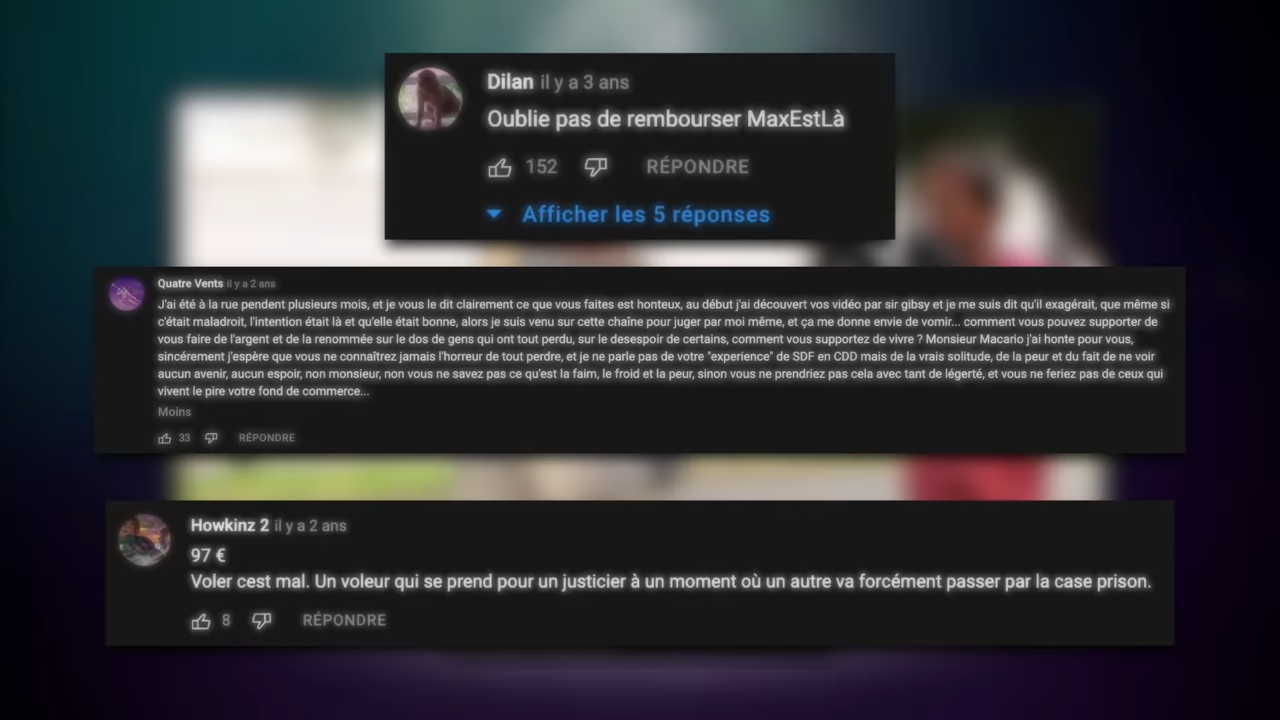 Dilan il y a 3 ans
Oublie pas de rembourser MaxEstLà
152 RÉPONDRE
Afficher les 5 réponses
Quatre Vents il y a 2 ans
J'ai été à la rue pendent plusieurs mois, et je vous le dit clairement ce que vous faites est honteux, au début j'ai découvert vos vidéo par sir gibsy et je me suis dit qu'il exagérait, que même si
c'était maladroit, l'intention était là et qu'elle était bonne, alors je suis venu sur cette chaîne pour juger par moi même, et ça me donne envie de vomir... comment vous pouvez supporter de
vous faire de l'argent et de la renommée sur le dos de gens qui ont tout perdu, sur le desespoir de certains, comment vous supportez de vivre ? Monsieur Macario j'ai honte pour vous,
sincérement j'espère que vous ne connaîtrez jamais l'horreur de tout perdre, et je ne parle pas de votre "experience" de SDF en CDD mais de la vrais solitude, de la peur et du fait de ne voir
aucun avenir, aucun espoir, non monsieur, non vous ne savez pas ce qu'est la faim, le froid et la peur, sinon vous ne prendriez pas cela avec tant de légerté, et vous ne feriez pas de ceux qui
vivent le pire votre fond de commerce...
Moins
33 RÉPONDRE
Howkinz 2 il y a 2 ans
97 €
Voler cest mal. Un voleur qui se prend pour un justicier à un moment où un autre va forcément passer par la case prison.
8 RÉPONDRE